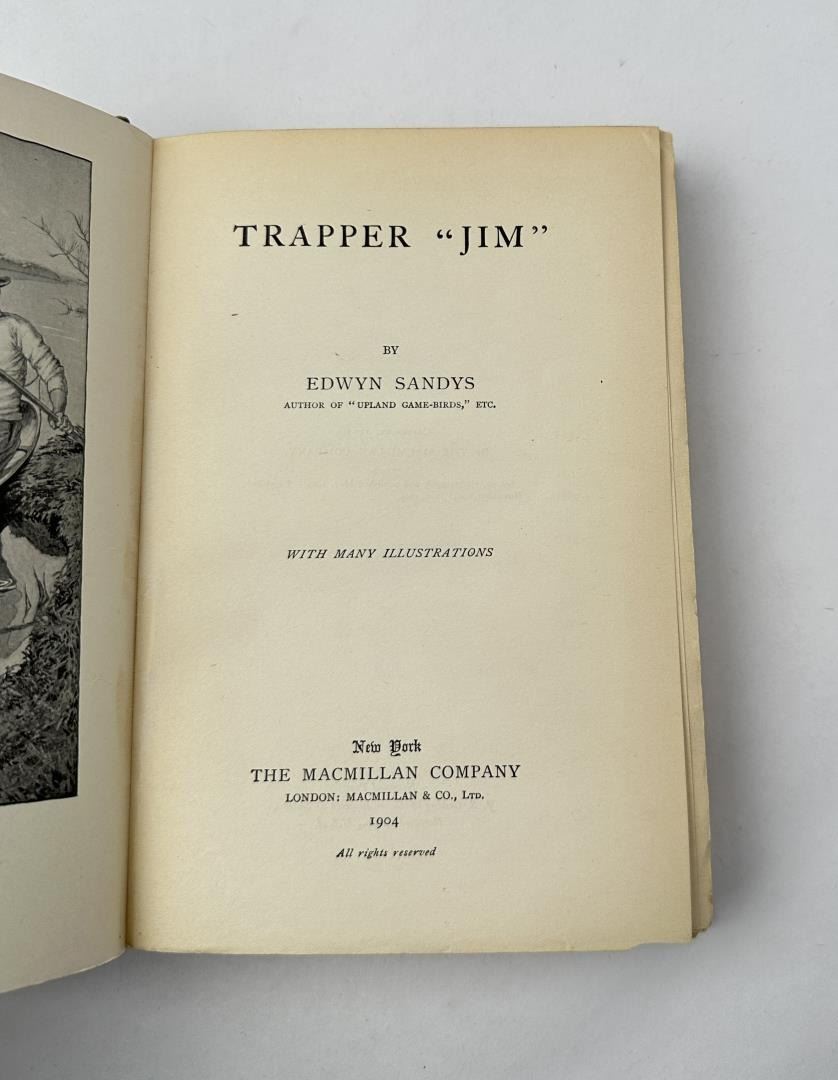 TRAPPER “JIM”
BY
EDWYN SANDYS
AUTHOR OF “UPLAND GAME-BIRDS,” ETC.
WITH MANY ILLUSTRATIONS
New York
THE MACMILLAN COMPANY
LONDON: MACMILLAN & CO., LTD.
1904
All rights reserved